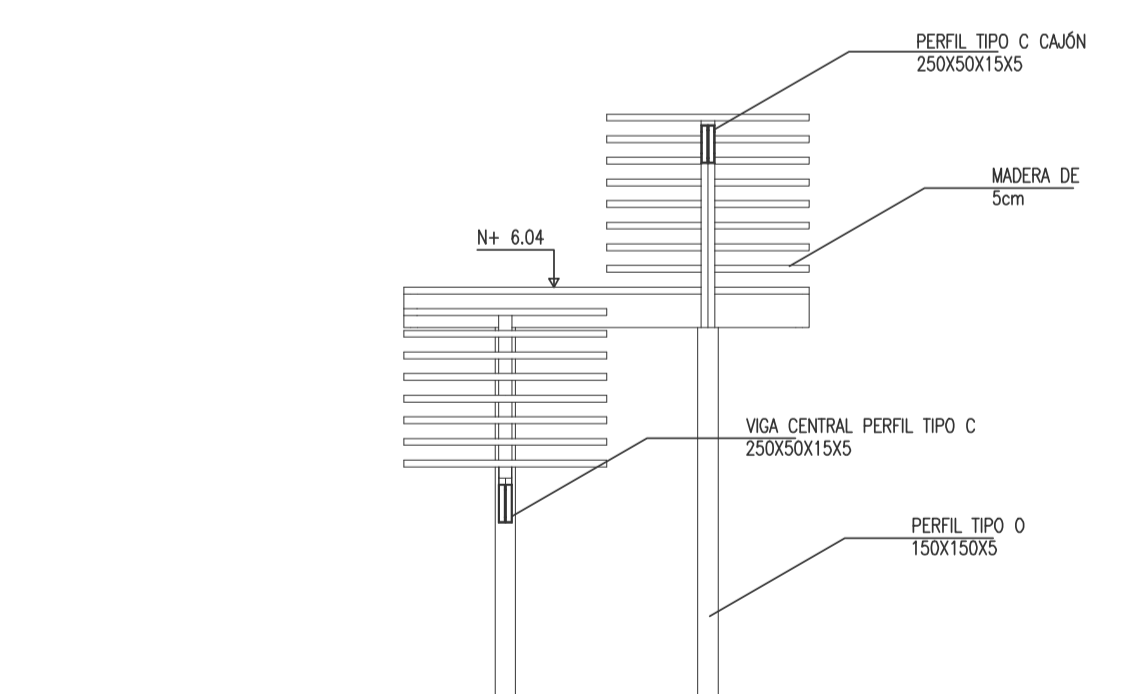 PERFIL TIPO C CAJÓN
250X50X15X5
MADERA DE
5cm
N+ 6.04
VIGA CENTRAL PERFIL TIPO C
250X50X15X5
PERFIL TIPO O
150X150X5